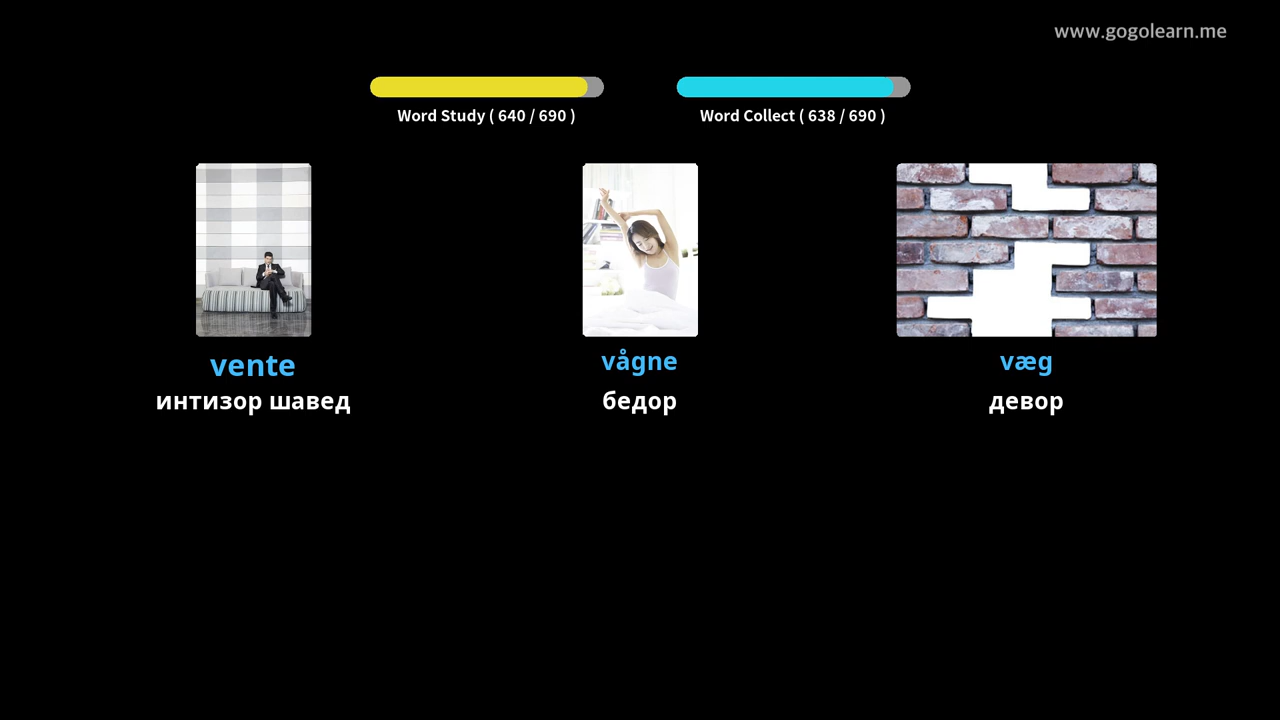 www.gogolearn.me
Word Study ( 640 / 690 )
Word Collect ( 638 / 690 )
vente
vågne
væg
интизор шавед
бедор
девор